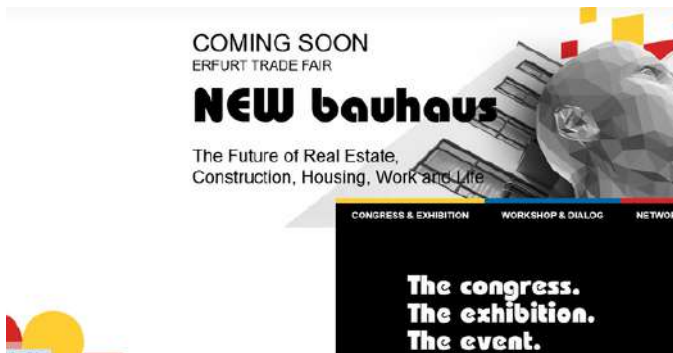 COMING SOON
ERFURT TRADE FAIR
NEW bauhaus
The Future of Real Estate,
Construction, Housing, Work and Life
CONGRESS & EXHIBITION WORKSHOP & DIALOG
The congress.
The exhibition.
The event.